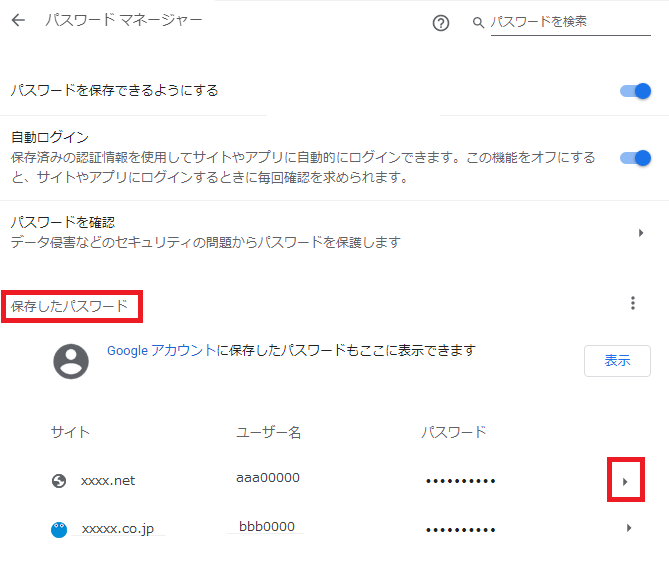 パスワード マネージャー
パスワードを検索
パスワードを保存できるようにする
自動ログイン
保存済みの認証情報を使用してサイトやアプリに自動的にログインできます。この機能をオフにする
と、サイトやアプリにログインするときに毎回確認を求められます。
パスワードを確認
データ侵害などのセキュリティの問題からパスワードを保護します
保存したパスワード
Google アカウントに保存したパスワードもここに表示できます
表示
サイト ユーザー名 パスワード
xxxx.net aaa00000 ••••••••••
xxxxx.co.jp bbb0000 ••••••••••